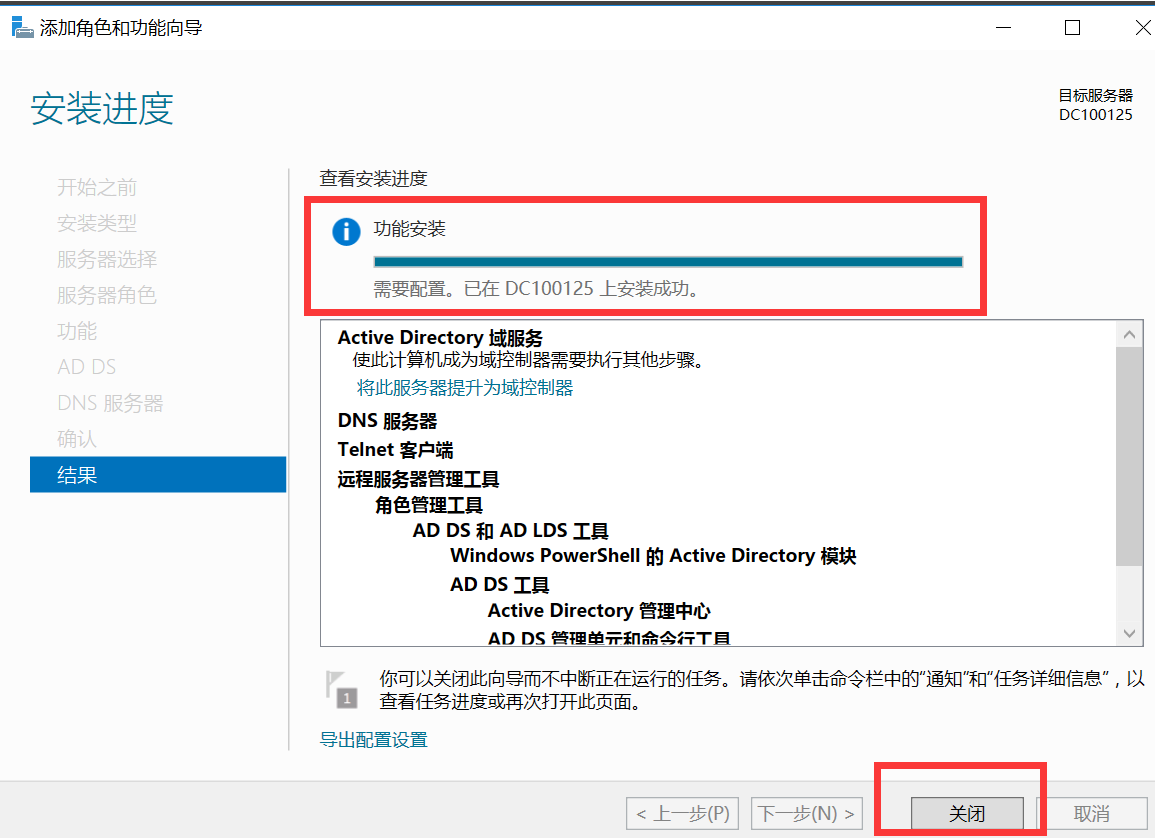 添加角色和功能向导
安装进度
目标服务器
DC100125
开始之前
安装类型
服务器选择
服务器角色
功能
AD DS
DNS 服务器
确认
结果
查看安装进度
功能安装
需要配置。已在 DC100125 上安装成功。
Active Directory 域服务
使此计算机成为域控制器需要执行其他步骤。
将此服务器提升为域控制器
DNS 服务器
Telnet 客户端
远程服务器管理工具
角色管理工具
AD DS 和 AD LDS 工具
Windows PowerShell 的 Active Directory 模块
AD DS 工具
Active Directory 管理中心
AD DS 管理单元和命令行工具
1
你可以关闭此向导而不中断正在运行的任务。请依次单击命令栏中的“通知”和“任务详细信息”，以
查看任务进度或再次打开此页面。
导出配置设置
< 上一步(P)
下一步(N) >
关闭
取消